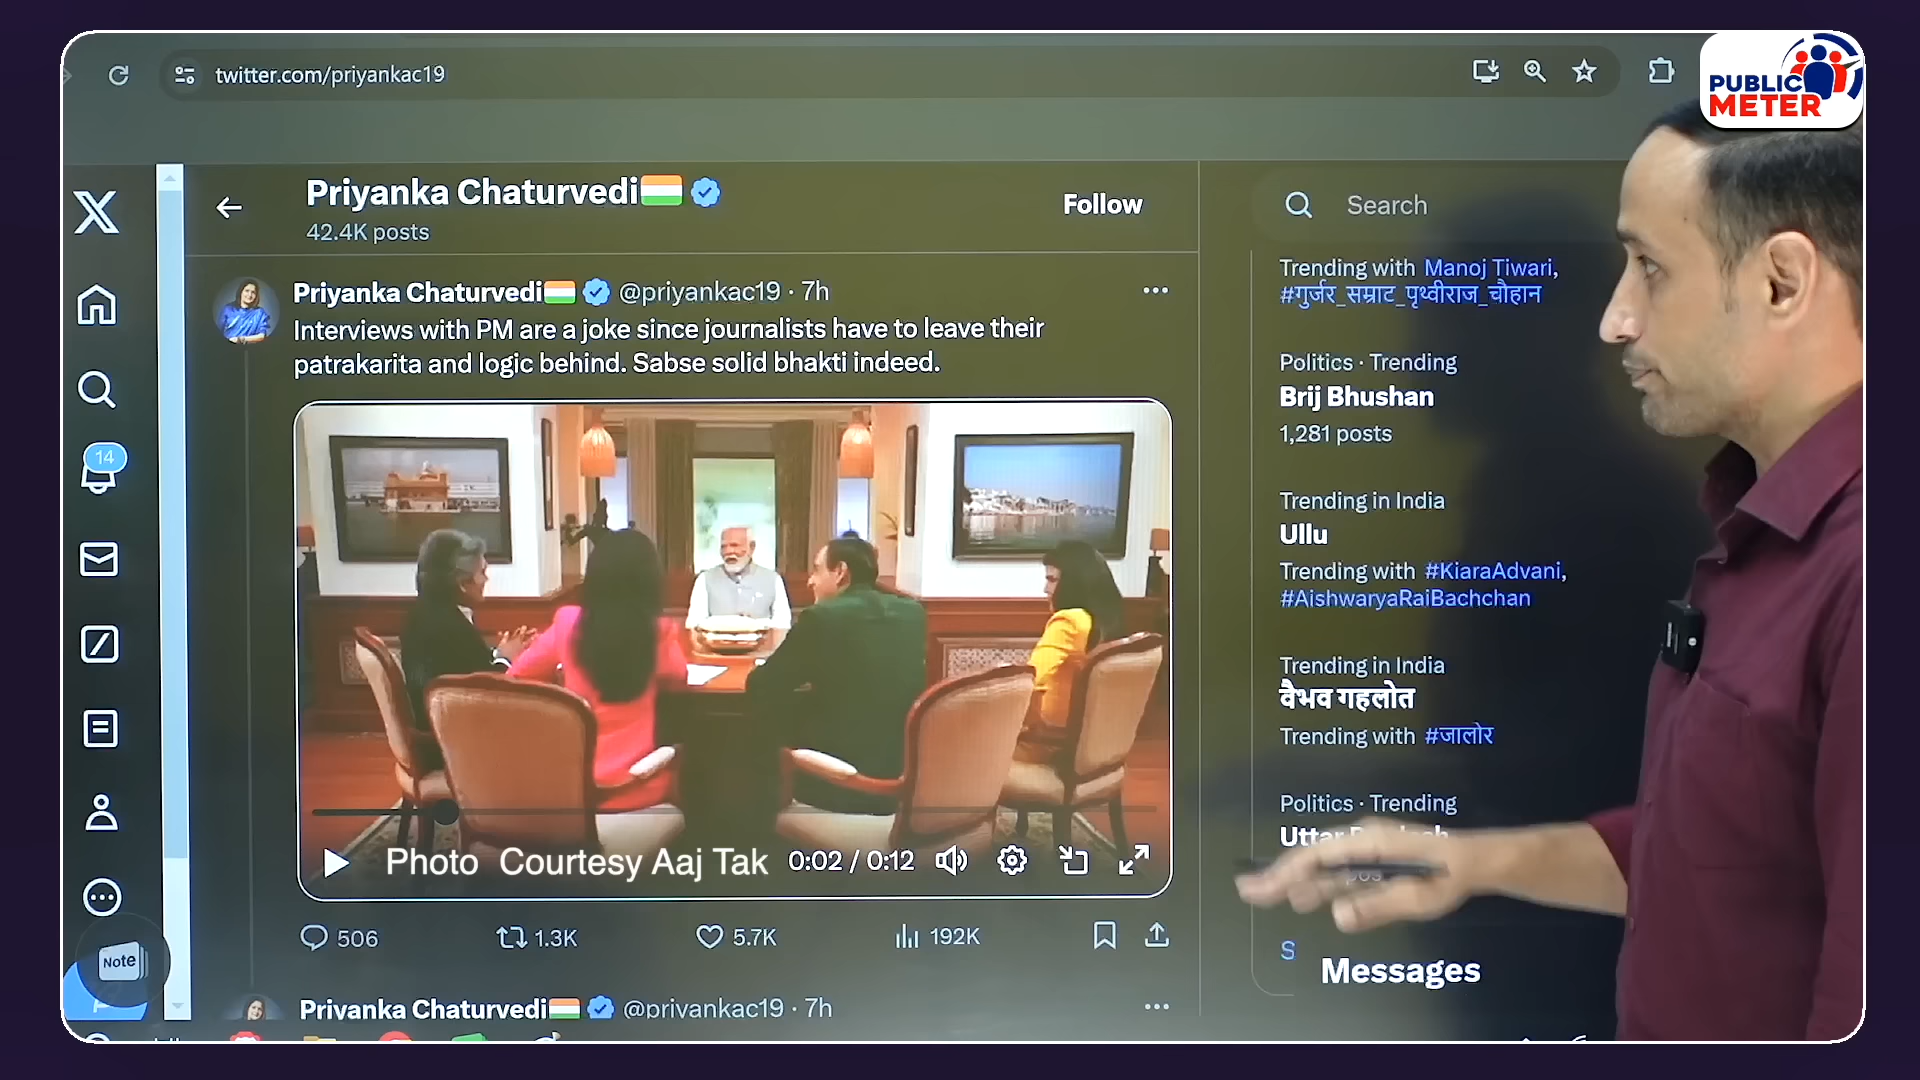 twitter.com/priyankac19
PUBLIC
METER
Priyanka Chaturvedi
42.4K posts
Follow
Search
Priyanka Chaturvedi @priyankac19 · 7h
Interviews with PM are a joke since journalists have to leave their
patrakarita and logic behind. Sabse solid bhakti indeed.
14
Photo Courtesy Aaj Tak 0:02 / 0:12
506 1.3K 5.7K 192K
Priyanka Chaturvedi @priyankac19 · 7h
Note
Trending with Manoj Tiwari,
#गुर्जर_सम्राट_पृथ्वीराज_चौहान
Politics · Trending
Brij Bhushan
1,281 posts
Trending in India
Ullu
Trending with #KiaraAdvani,
#AishwaryaRaiBachchan
Trending in India
वैभव गहलोत
Trending with #जालोर
Politics · Trending
Uttar Pradesh
S
Messages